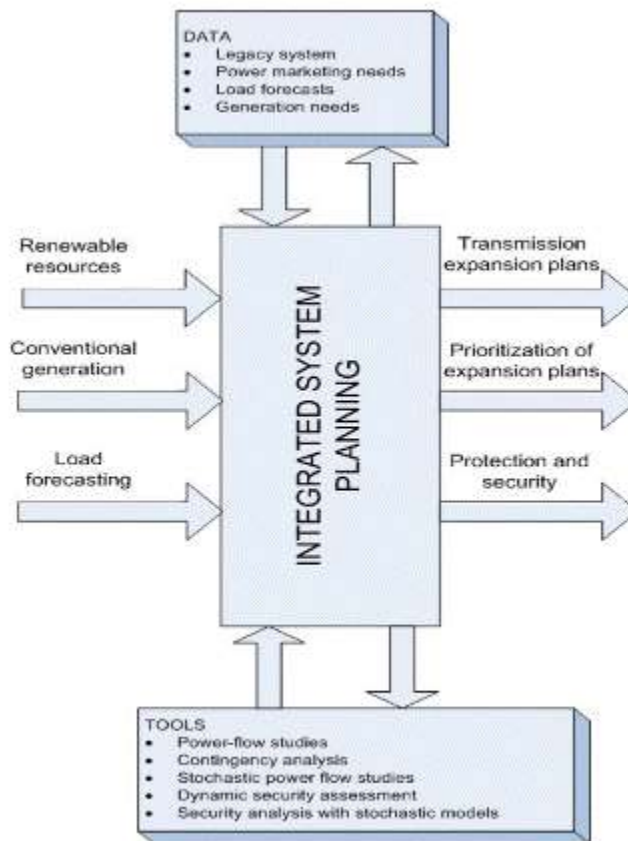 DATA
• Legacy system
• Power marketing needs
• Load forecasts
• Generation needs
Renewable
resources
Conventional
generation
Load
forecasting
INTEGRATED SYSTEM
PLANNING
Transmission
expansion plans
Prioritization of
expansion plans
Protection and
security
TOOLS
• Power-flow studies
• Contingency analysis
• Stochastic power flow studies
• Dynamic security assessment
• Security analysis with stochastic models